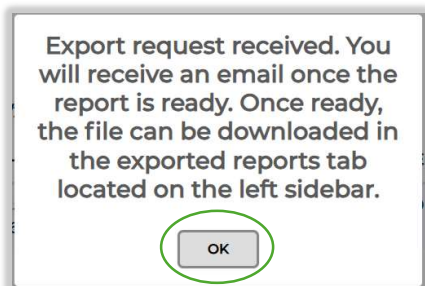 Export request received. You
will receive an email once the
report is ready. Once ready,
the file can be downloaded in
the exported reports tab
located on the left sidebar.
OK